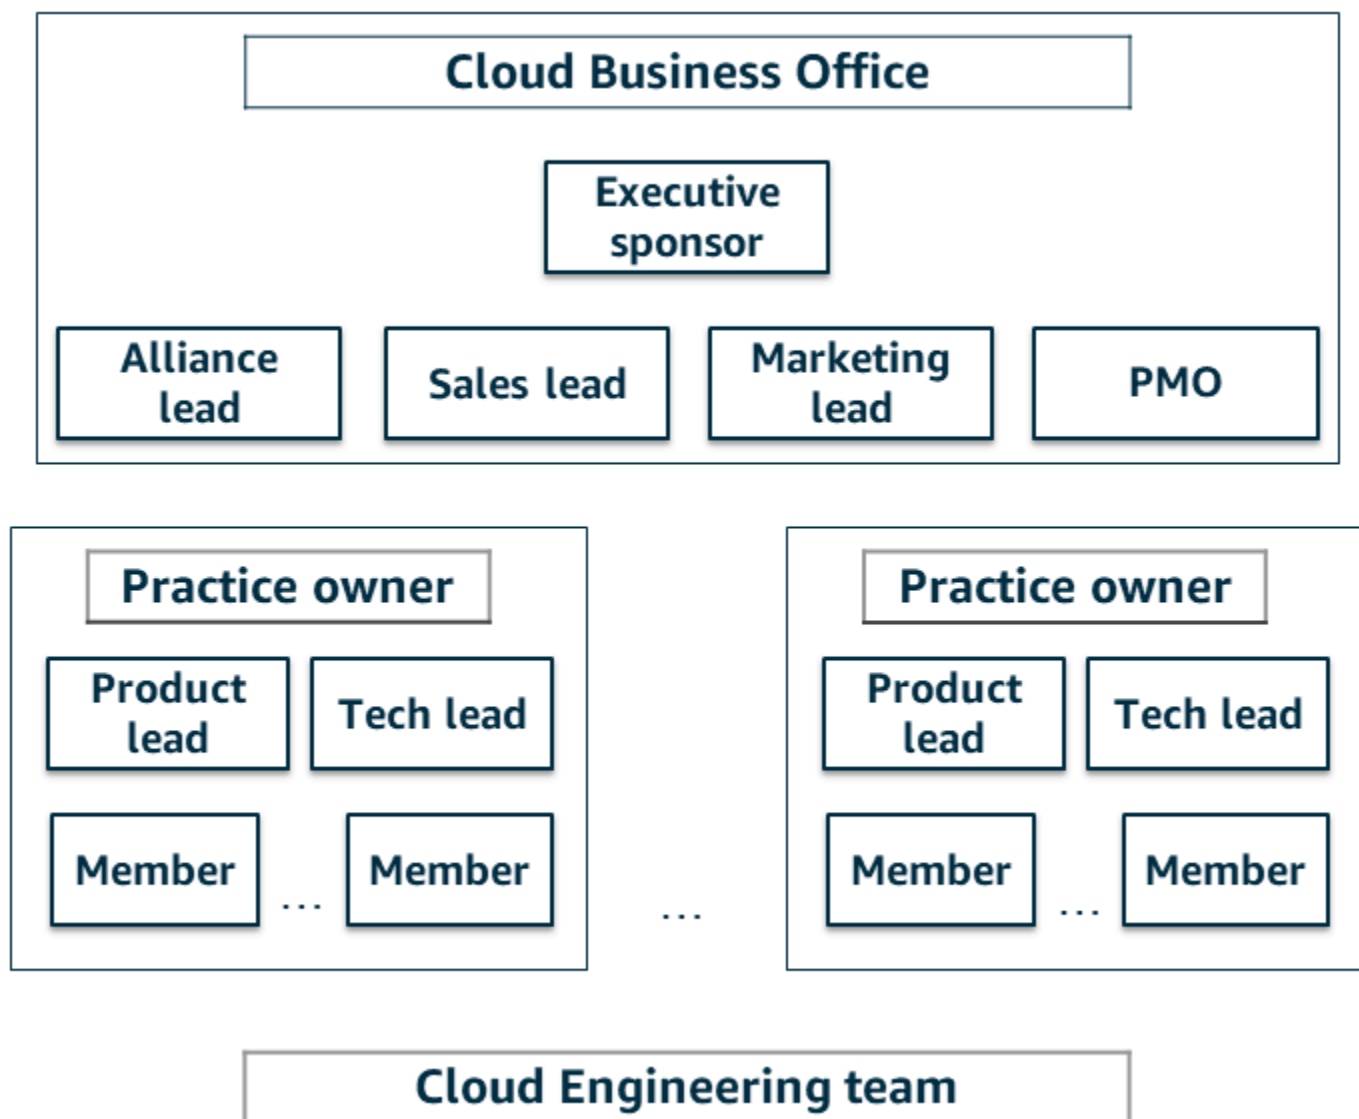 Cloud Business Office
Executive
sponsor
Alliance
lead
Sales lead
Marketing
lead
PMO
Practice owner
Product
lead
Tech lead
Member
...
Member
...
Practice owner
Product
lead
Tech lead
Member
...
Member
Cloud Engineering team